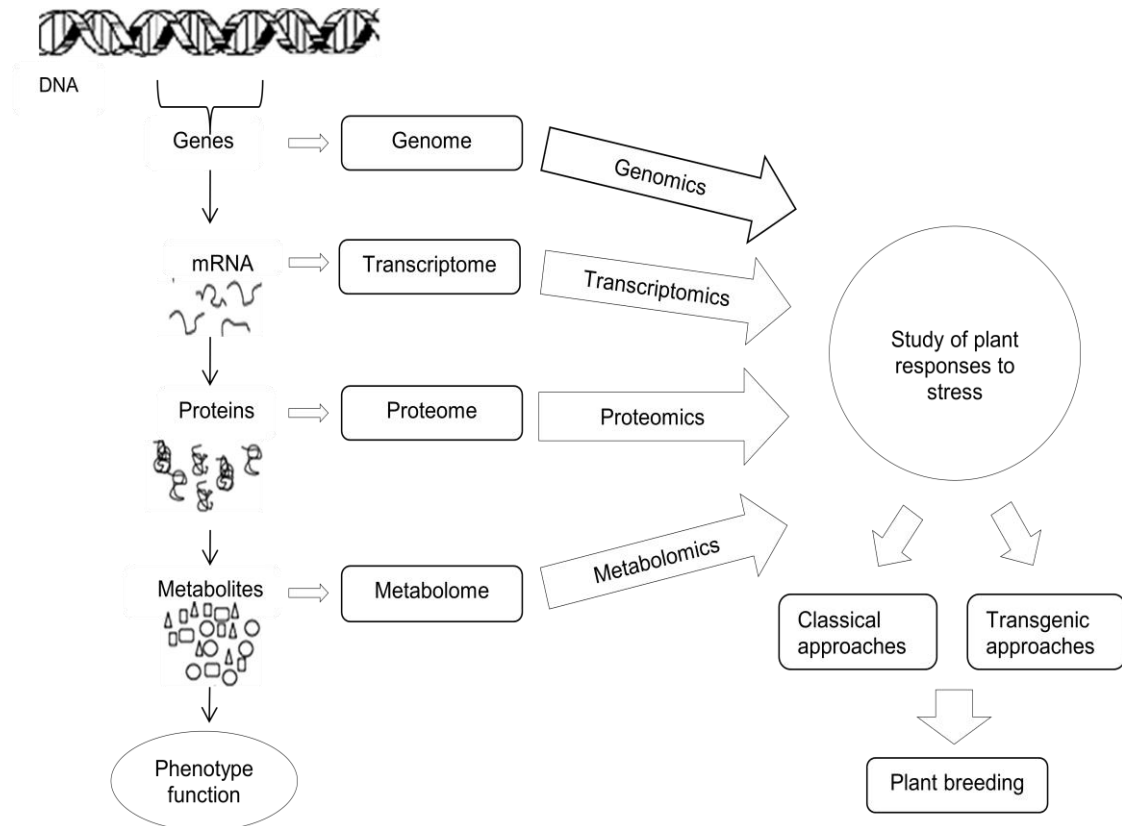 DNA
Genes
Genome
Genomics
mRNA
Transcriptome
Transcriptomics
Study of plant
responses to
stress
Proteins
Proteome
Proteomics
Metabolites
Metabolome
Metabolomics
Classical
approaches
Transgenic
approaches
Phenotype
function
Plant breeding